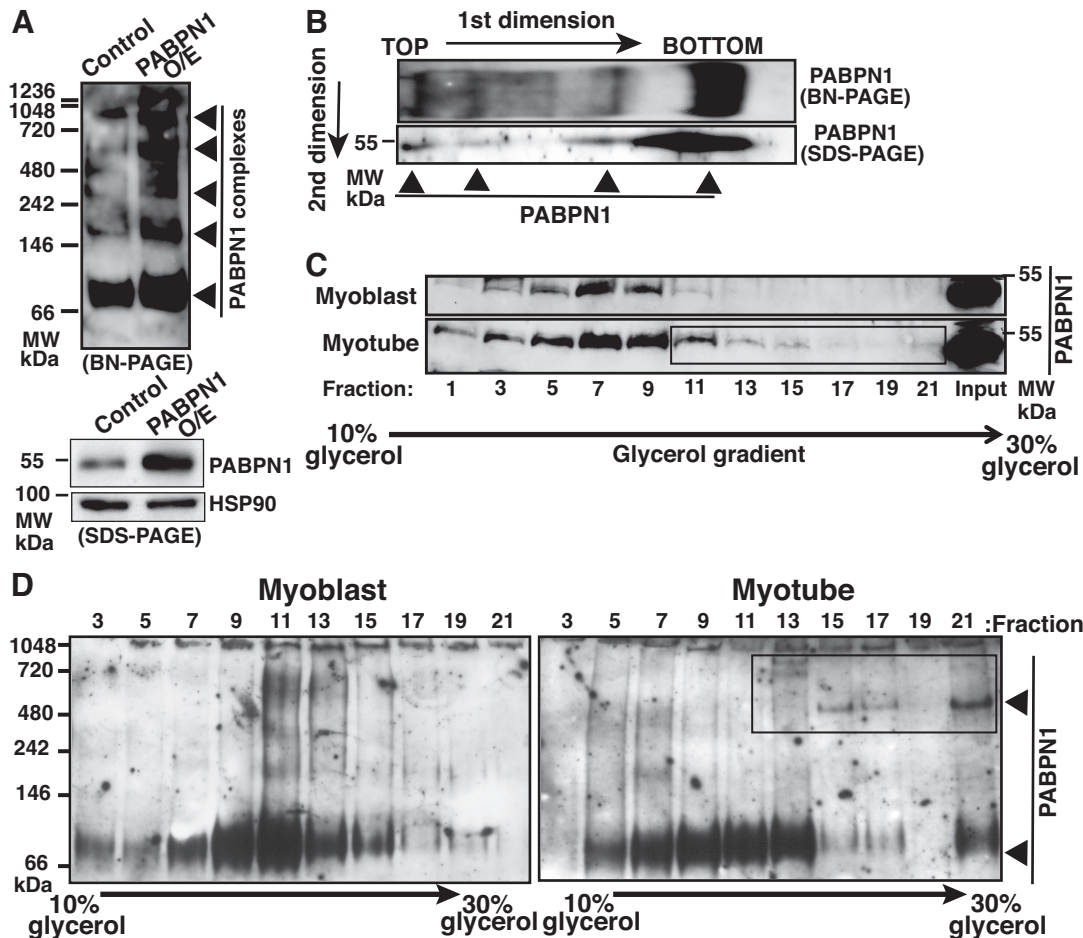 A
Control
PABPN1
O/E
1236
1048
720
480
242
146
66
MW
kDa
PABPN1 complexes
(BN-PAGE)
Control
PABPN1
O/E
55
PABPN1
100
HSP90
MW
kDa
(SDS-PAGE)
B
1st dimension
TOP
BOTTOM
2nd dimension
PABPN1
(BN-PAGE)
55
PABPN1
(SDS-PAGE)
MW
kDa
PABPN1
C
Myoblast
55
Myotube
55
PABPN1
Fraction: 1 3 5 7 9 11 13 15 17 19 21 Input MW
kDa
10%
glycerol
Glycerol gradient
30%
glycerol
D
Myoblast
Myotube
3 5 7 9 11 13 15 17 19 21
3 5 7 9 11 13 15 17 19 21 :Fraction
1048
720
480
242
146
66
kDa
PABPN1
10%
glycerol
30%
glycerol
10%
glycerol
30%
glycerol